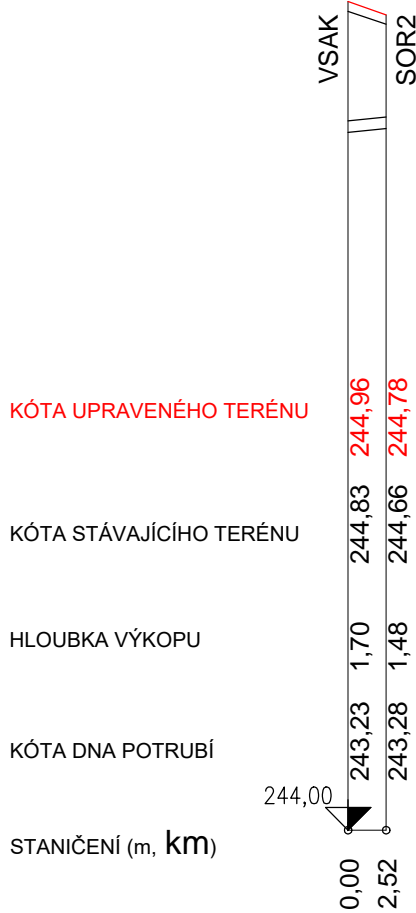 VSAK SOR2
KÓTA UPRAVENÉHO TERÉNU 244,96 244,78
KÓTA STÁVAJÍCÍHO TERÉNU 244,83 244,66
HLOUBKA VÝKOPU 1,70 1,48
KÓTA DNA POTRUBÍ 243,23 243,28
244,00
STANIČENÍ (m, km) 0,00 2,52